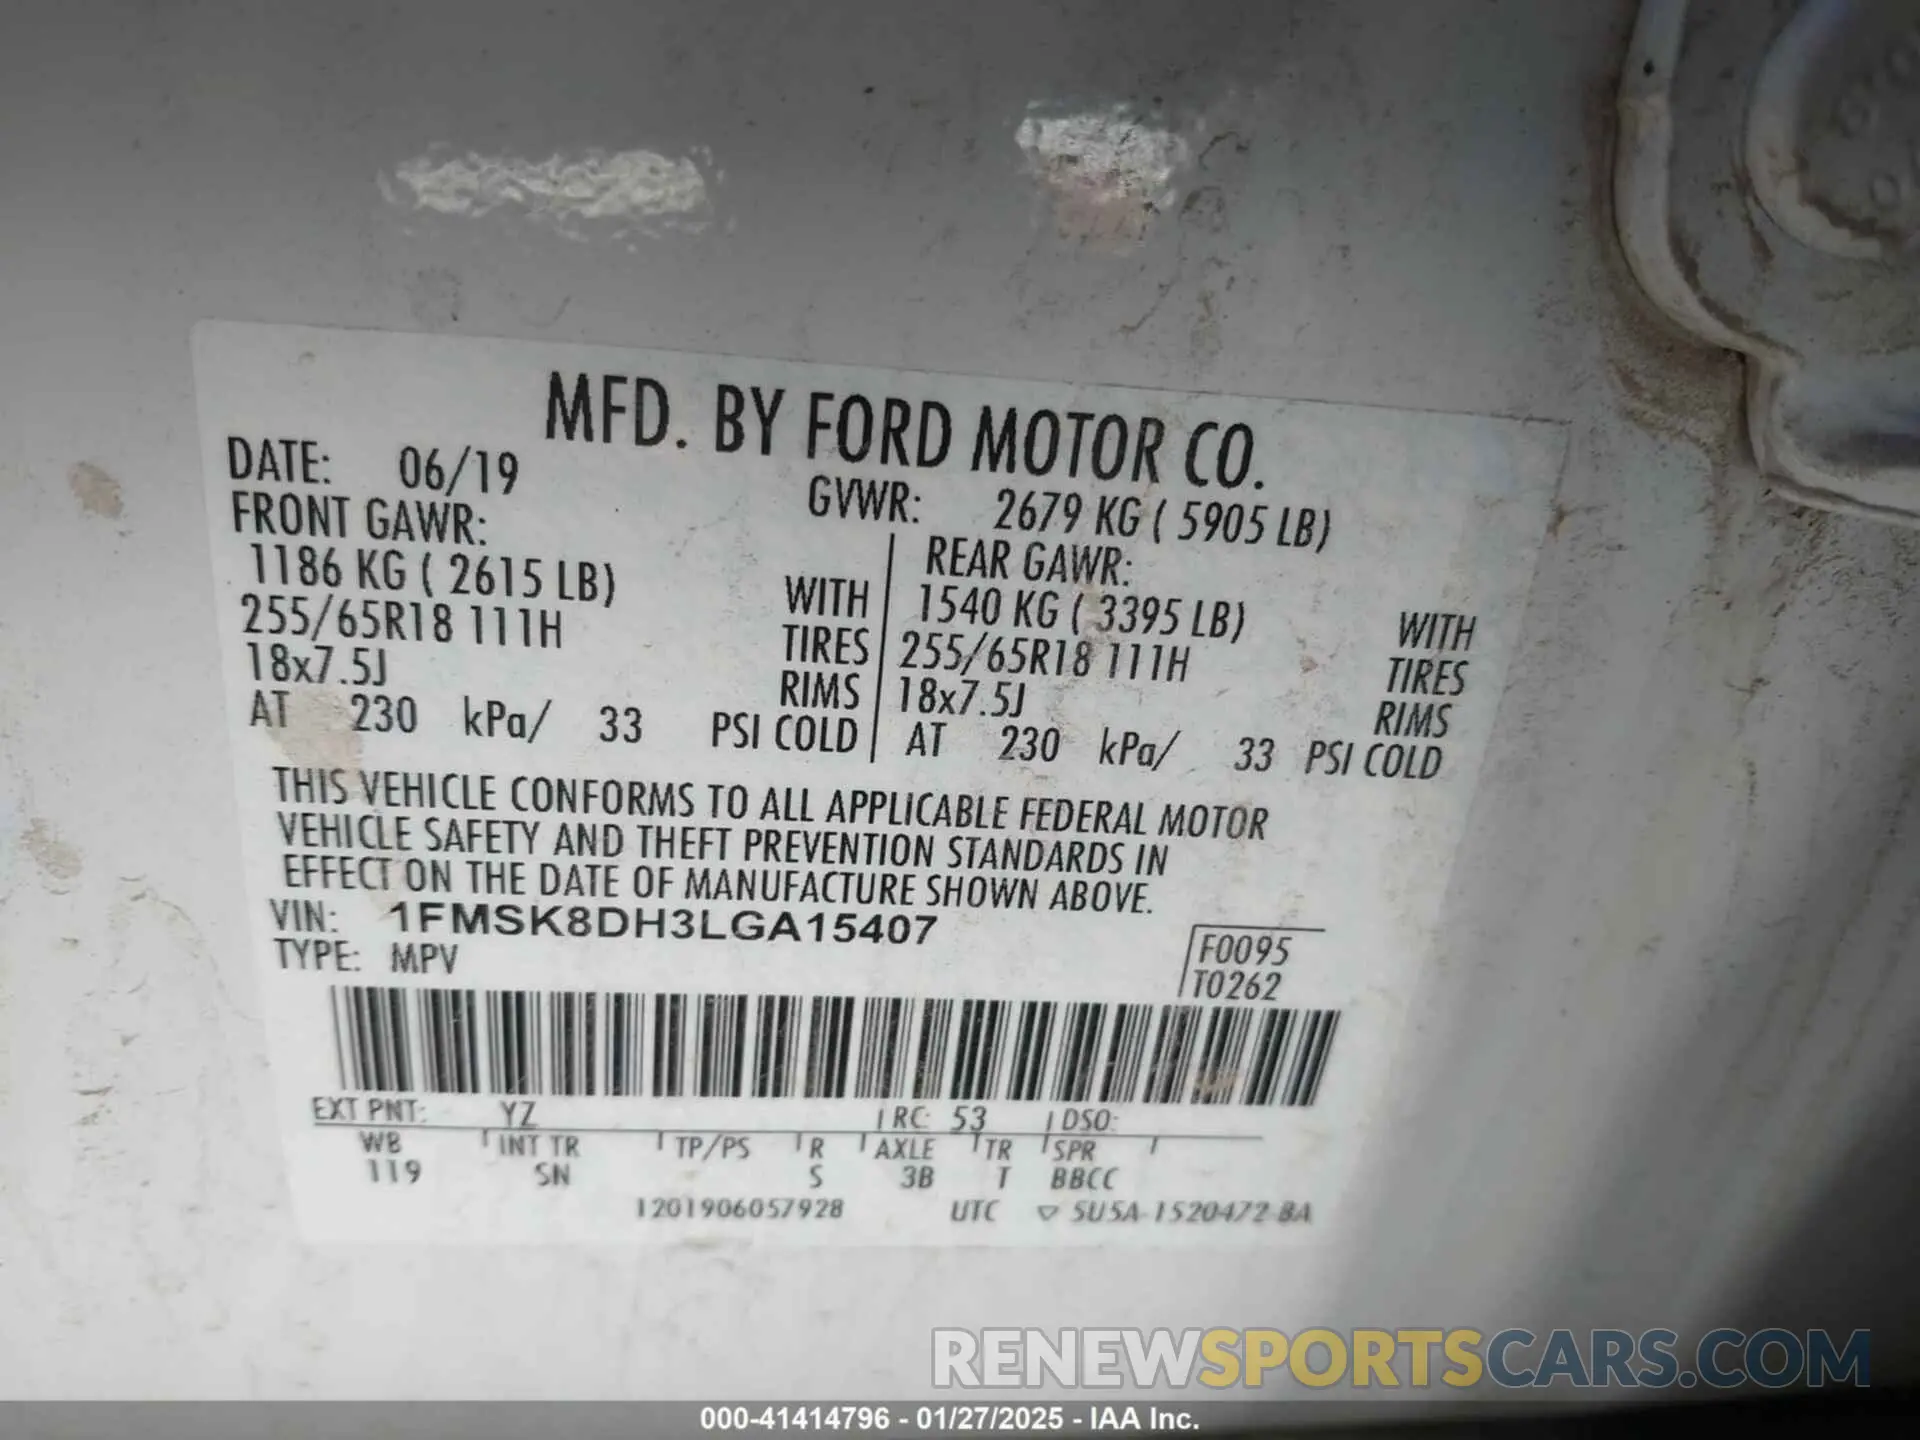 MFD. BY FORD MOTOR CO.
DATE: 06/19 GVWR: 2679 KG ( 5905 LB)
FRONT GAWR: REAR GAWR:
1186 KG ( 2615 LB) WITH 1540 KG ( 3395 LB) WITH
255/65R18 111H TIRES 255/65R18 111H TIRES
18x7.5J RIMS 18x7.5J RIMS
AT 230 kPa/ 33 PSI COLD AT 230 kPa/ 33 PSI COLD
THIS VEHICLE CONFORMS TO ALL APPLICABLE FEDERAL MOTOR
VEHICLE SAFETY AND THEFT PREVENTION STANDARDS IN
EFFECT ON THE DATE OF MANUFACTURE SHOWN ABOVE.
VIN: 1FMSK8DH3LGA15407
TYPE: MPV
F0095
T0262
EXT PNT: YZ RC: 53 DSO:
WB INT TR TP/PS R AXLE TR SPR
119 SN S 3B T BBCC
1201906057928 UTC ▽ 5U5A-1520472-BA
RENEWSPORTSCARS.COM
000-41414796 - 01/27/2025 - IAA Inc.